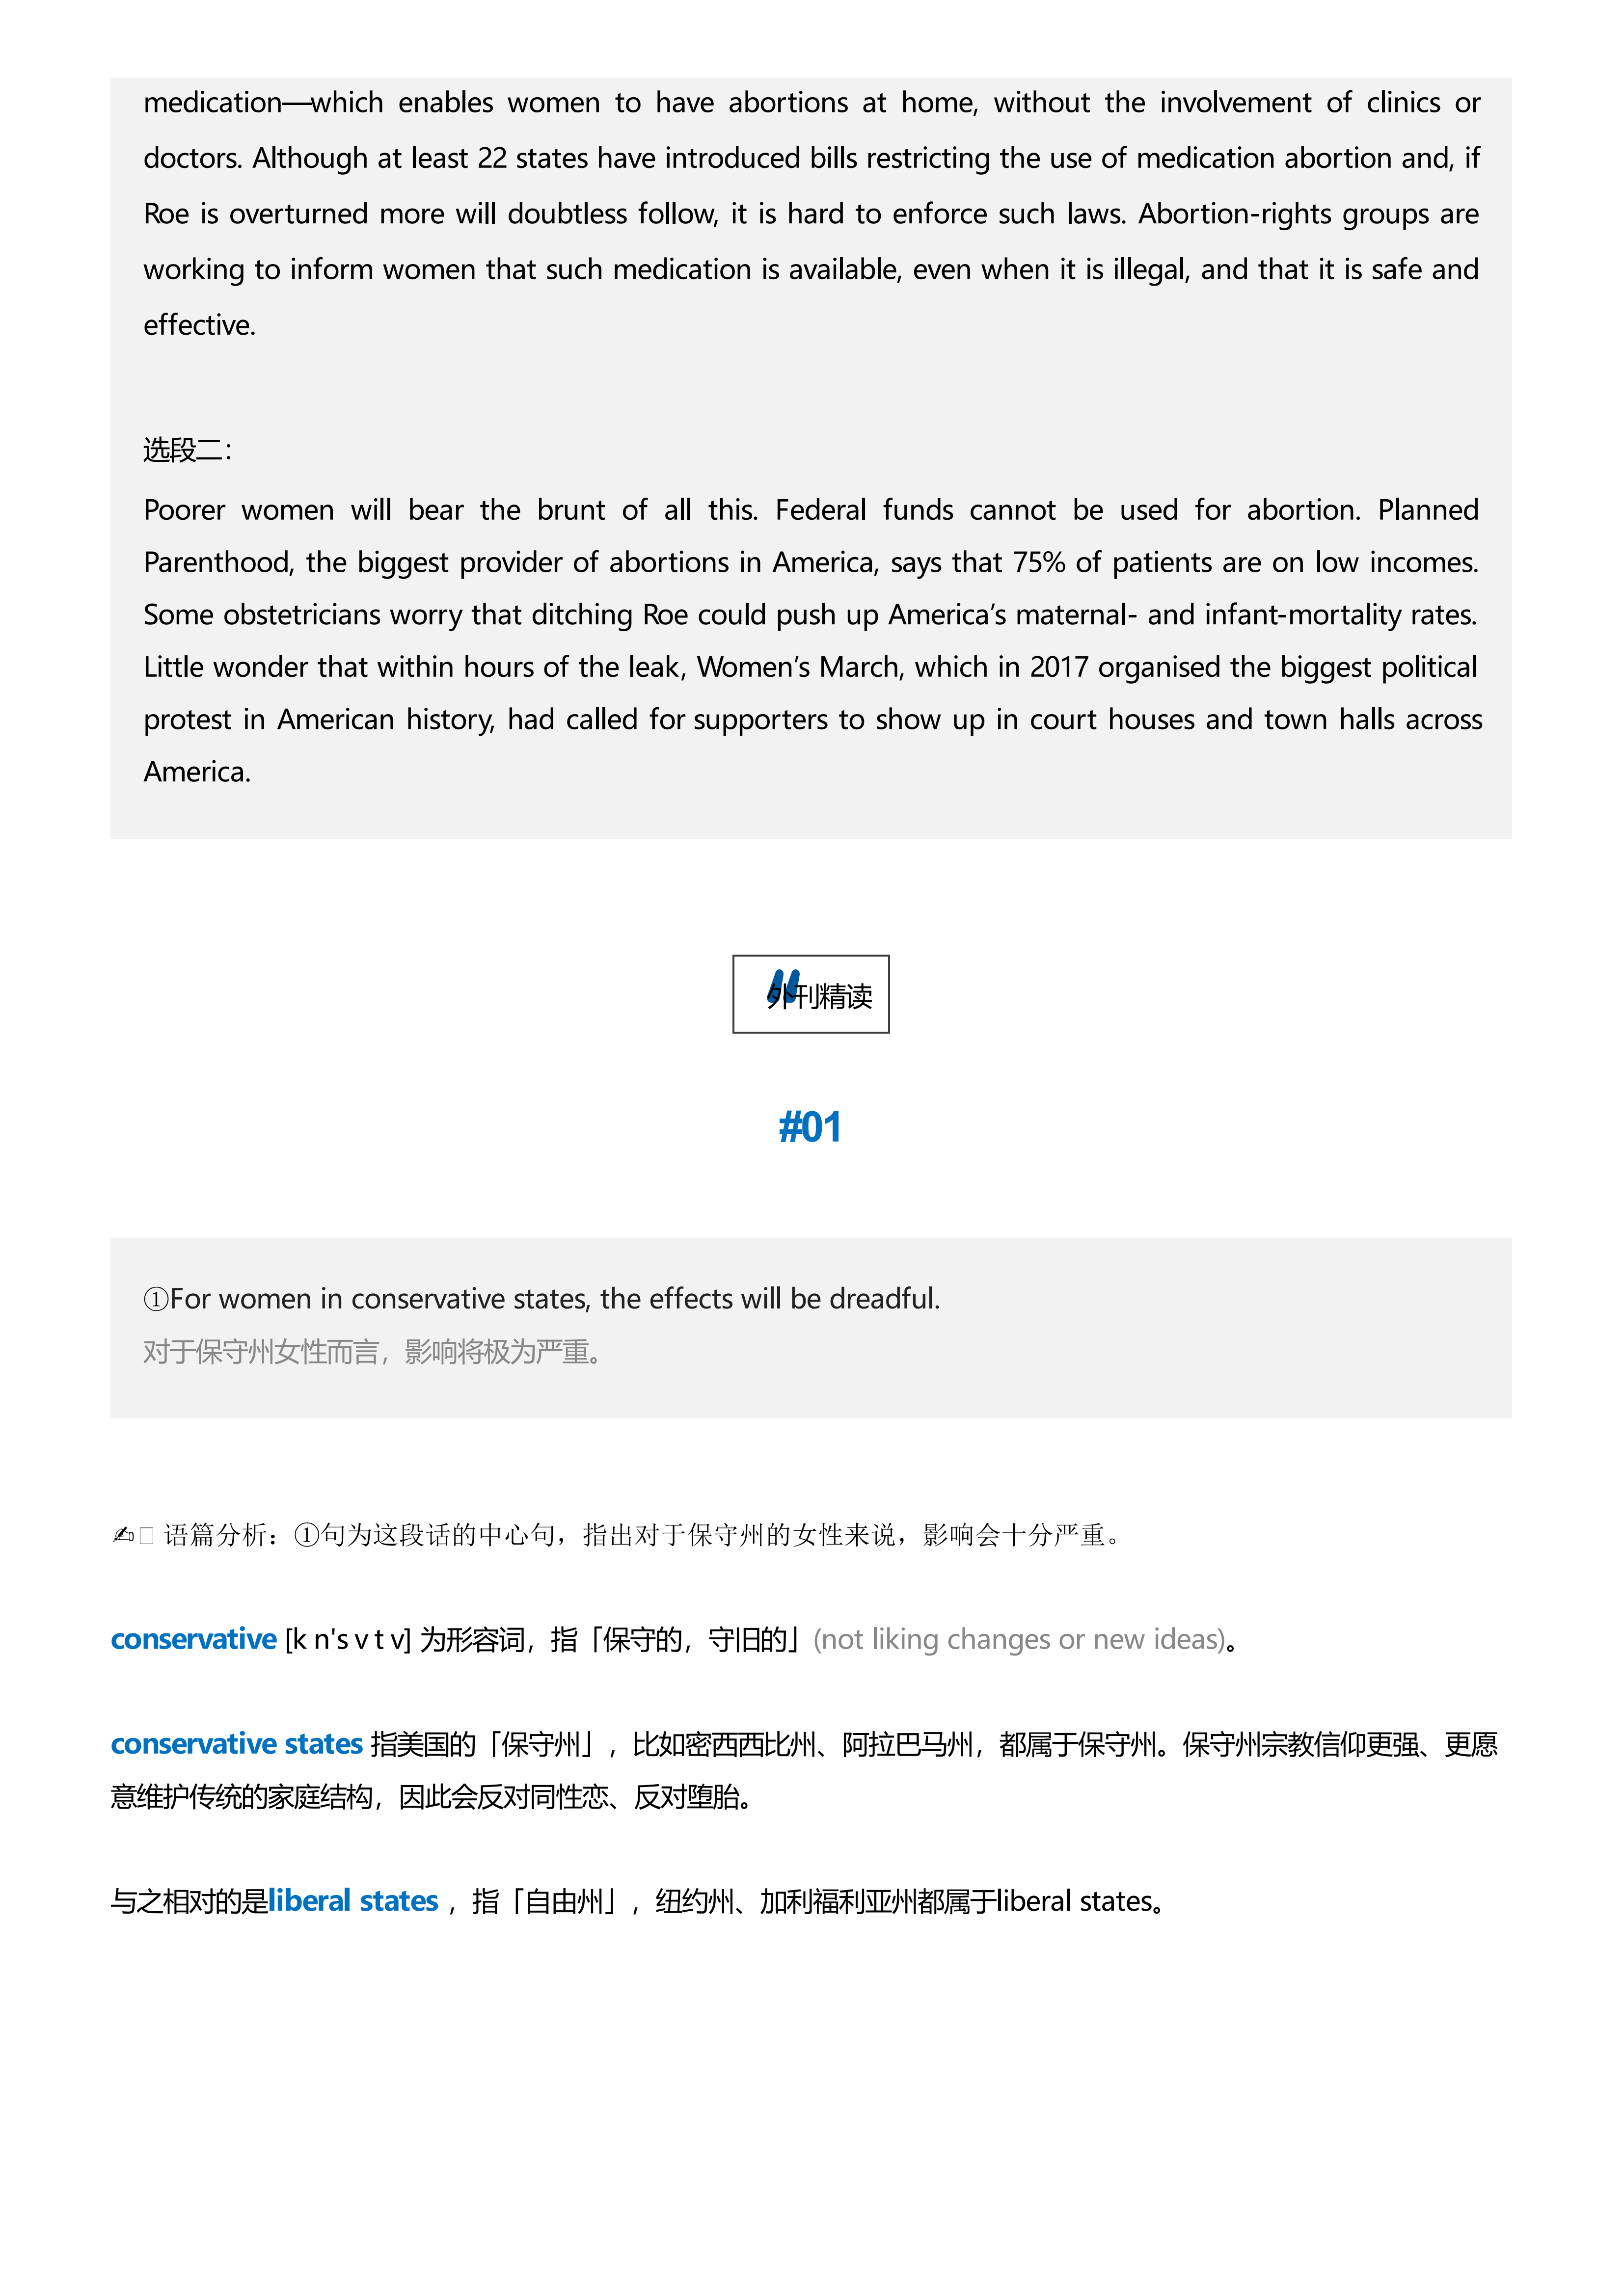 medication—which enables women to have abortions at home, without the involvement of clinics or
doctors. Although at least 22 states have introduced bills restricting the use of medication abortion and, if
Roe is overturned more will doubtless follow, it is hard to enforce such laws. Abortion-rights groups are
working to inform women that such medication is available, even when it is illegal, and that it is safe and
effective.
选段二：
Poorer women will bear the brunt of all this. Federal funds cannot be used for abortion. Planned
Parenthood, the biggest provider of abortions in America, says that 75% of patients are on low incomes.
Some obstetricians worry that ditching Roe could push up America’s maternal- and infant-mortality rates.
Little wonder that within hours of the leak, Women’s March, which in 2017 organised the biggest political
protest in American history, had called for supporters to show up in court houses and town halls across
America.
外刊精读
#01
①For women in conservative states, the effects will be dreadful.
对于保守州女性而言，影响将极为严重。
✍□ 语篇分析：①句为这段话的中心句，指出对于保守州的女性来说，影响会十分严重。
conservative [k n's v t v] 为形容词，指「保守的，守旧的」(not liking changes or new ideas)。
conservative states 指美国的「保守州」，比如密西西比州、阿拉巴马州，都属于保守州。保守州宗教信仰更强、更愿
意维护传统的家庭结构，因此会反对同性恋、反对堕胎。
与之相对的是liberal states ，指「自由州」，纽约州、加利福利亚州都属于liberal states。